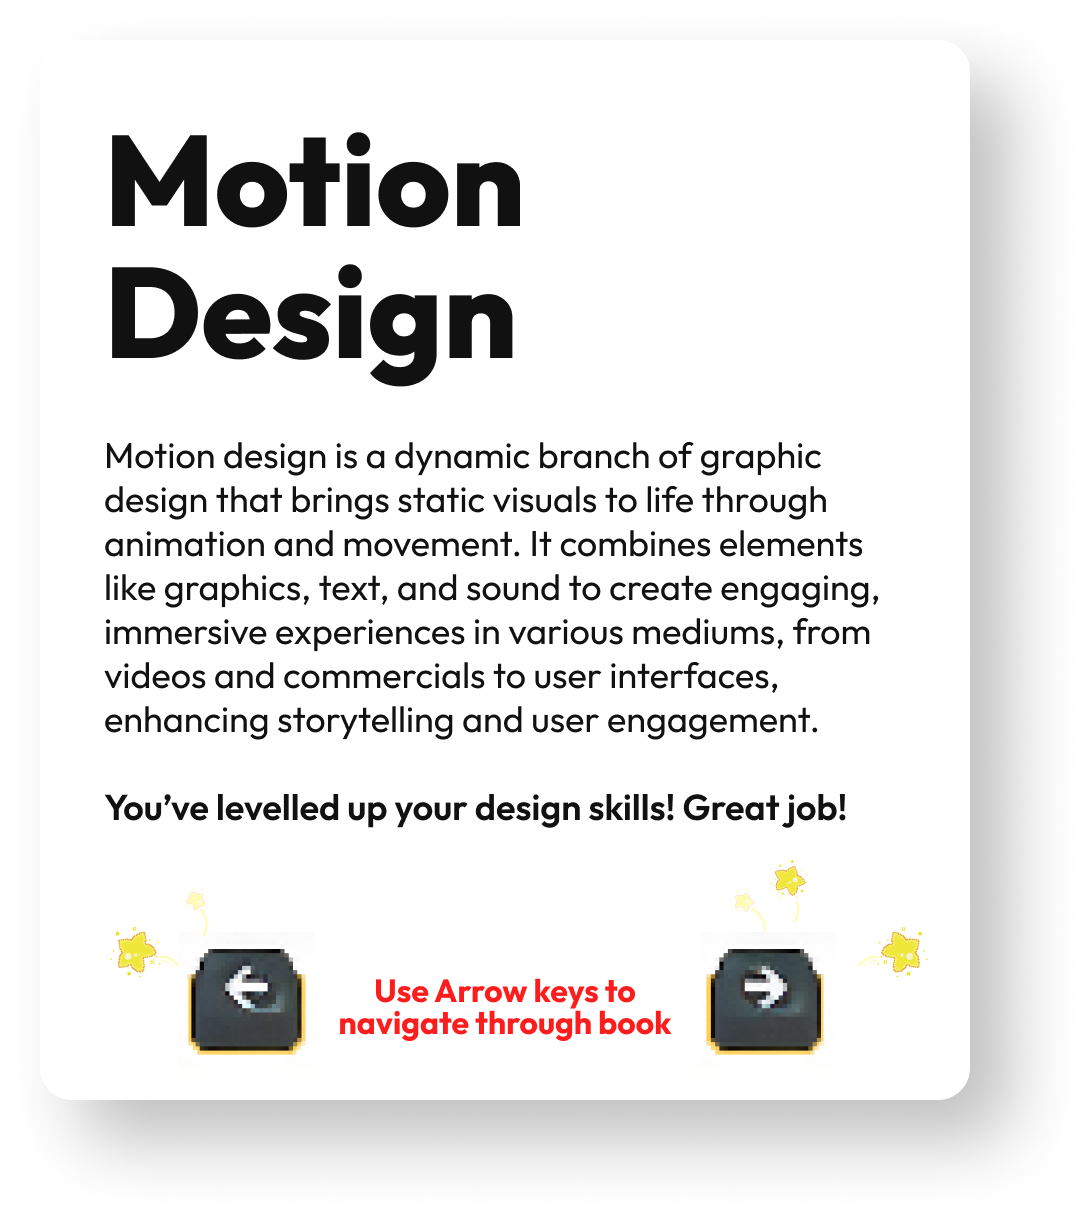 Motion
Design
Motion design is a dynamic branch of graphic
design that brings static visuals to life through
animation and movement. It combines elements
like graphics, text, and sound to create engaging,
immersive experiences in various mediums, from
videos and commercials to user interfaces,
enhancing storytelling and user engagement.
You’ve levelled up your design skills! Great job!
Use Arrow keys to
navigate through book